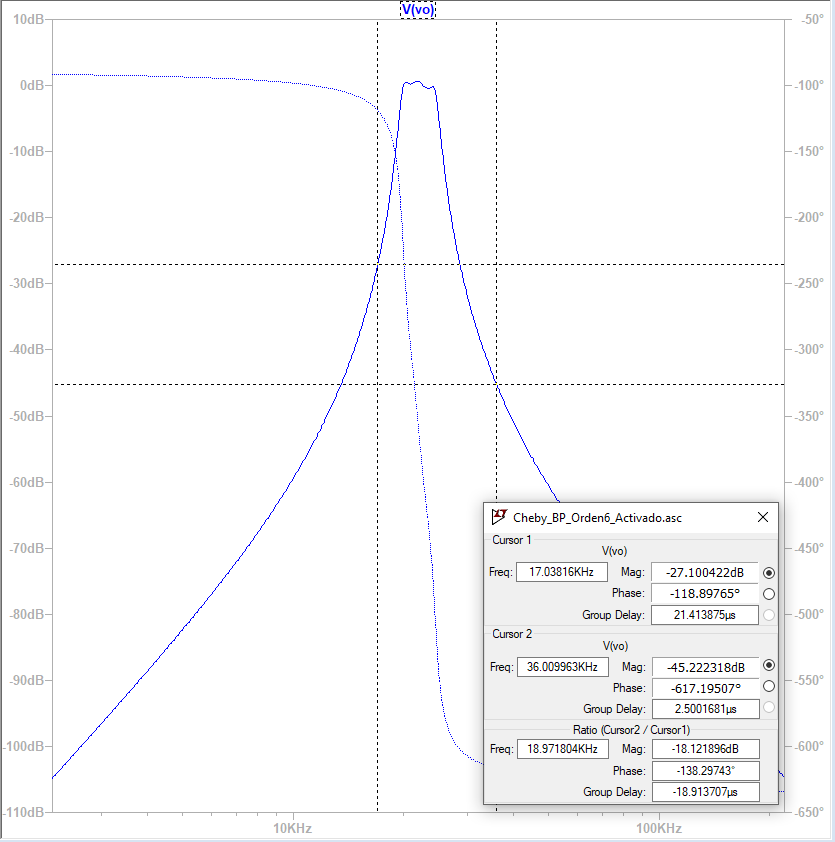 V(vo)
10dB -50°
0dB -100°
-10dB -150°
-20dB -200°
-30dB -250°
-40dB -300°
-50dB -350°
-60dB -400°
-70dB -450°
-80dB -500°
-90dB -550°
-100dB -600°
-110dB -650°
10KHz 100KHz
Cheby_BP_Orden6_Activado.asc
Cursor 1
V(vo)
Freq: 17.03816KHz Mag: -27.100422dB
Phase: -118.89765°
Group Delay: 21.413875µs
Cursor 2
V(vo)
Freq: 36.009963KHz Mag: -45.222318dB
Phase: -617.19507°
Group Delay: 2.5001681µs
Ratio (Cursor2 / Cursor1)
Freq: 18.971804KHz Mag: -18.121896dB
Phase: -138.29743°
Group Delay: -18.913707µs